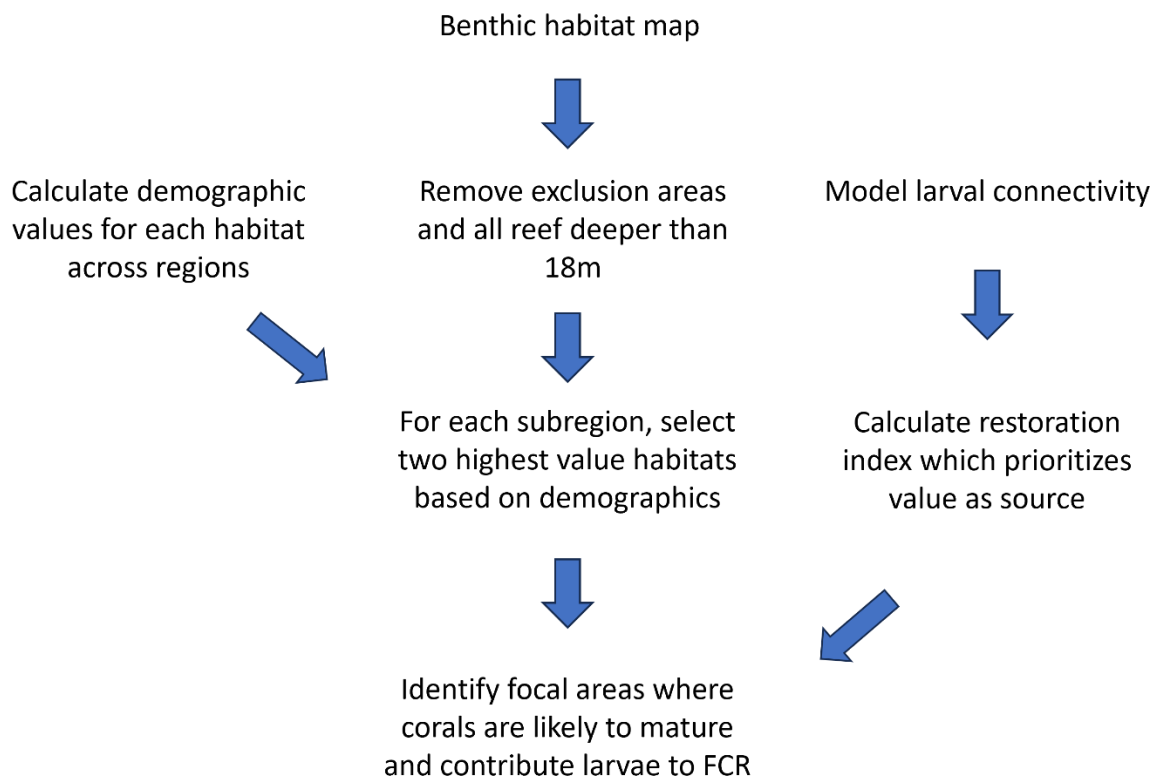 Benthic habitat map
Calculate demographic
values for each habitat
across regions
Remove exclusion areas
and all reef deeper than
18m
Model larval connectivity
For each subregion, select
two highest value habitats
based on demographics
Calculate restoration
index which prioritizes
value as source
Identify focal areas where
corals are likely to mature
and contribute larvae to FCR